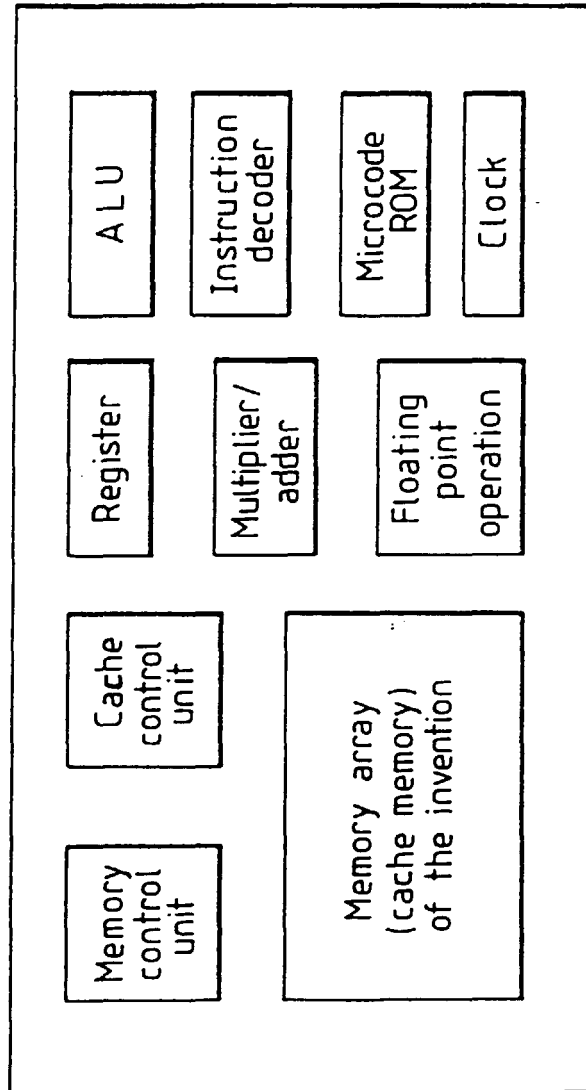 Memory
control
unit
Cache
control
unit
Register
ALU
Memory array
(cache memory)
of the invention
Multiplier/
adder
Instruction
decoder
Floating
point
operation
Microcode
ROM
Clock